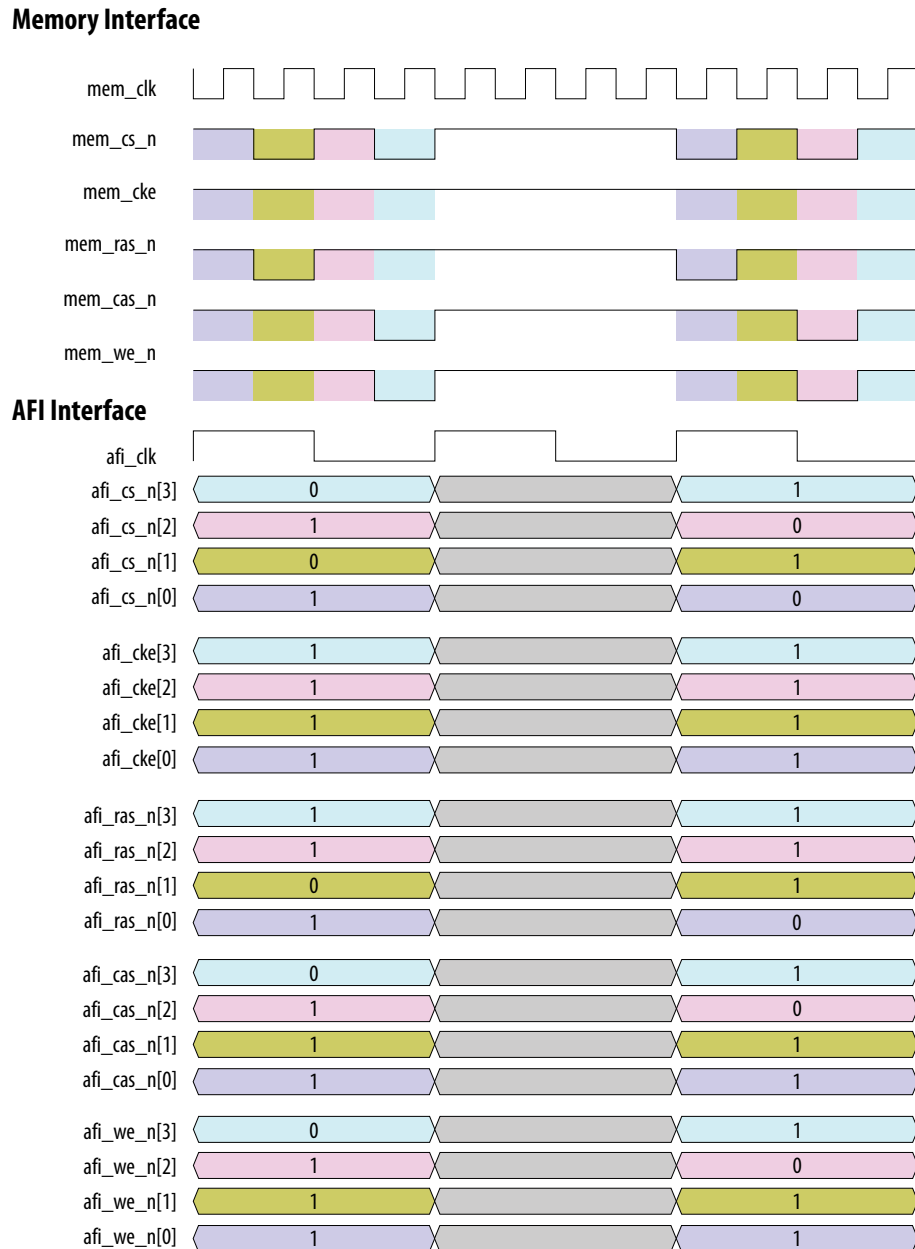 Memory Interface
mem_clk
mem_cs_n
mem_cke
mem_ras_n
mem_cas_n
mem_we_n
AFI Interface
afi_clk
afi_cs_n[3] 0 1
afi_cs_n[2] 1 0
afi_cs_n[1] 0 1
afi_cs_n[0] 1 0
afi_cke[3] 1 1
afi_cke[2] 1 1
afi_cke[1] 1 1
afi_cke[0] 1 1
afi_ras_n[3] 1 1
afi_ras_n[2] 1 1
afi_ras_n[1] 0 1
afi_ras_n[0] 1 0
afi_cas_n[3] 0 1
afi_cas_n[2] 1 0
afi_cas_n[1] 1 1
afi_cas_n[0] 1 1
afi_we_n[3] 0 1
afi_we_n[2] 1 0
afi_we_n[1] 1 1
afi_we_n[0] 1 1